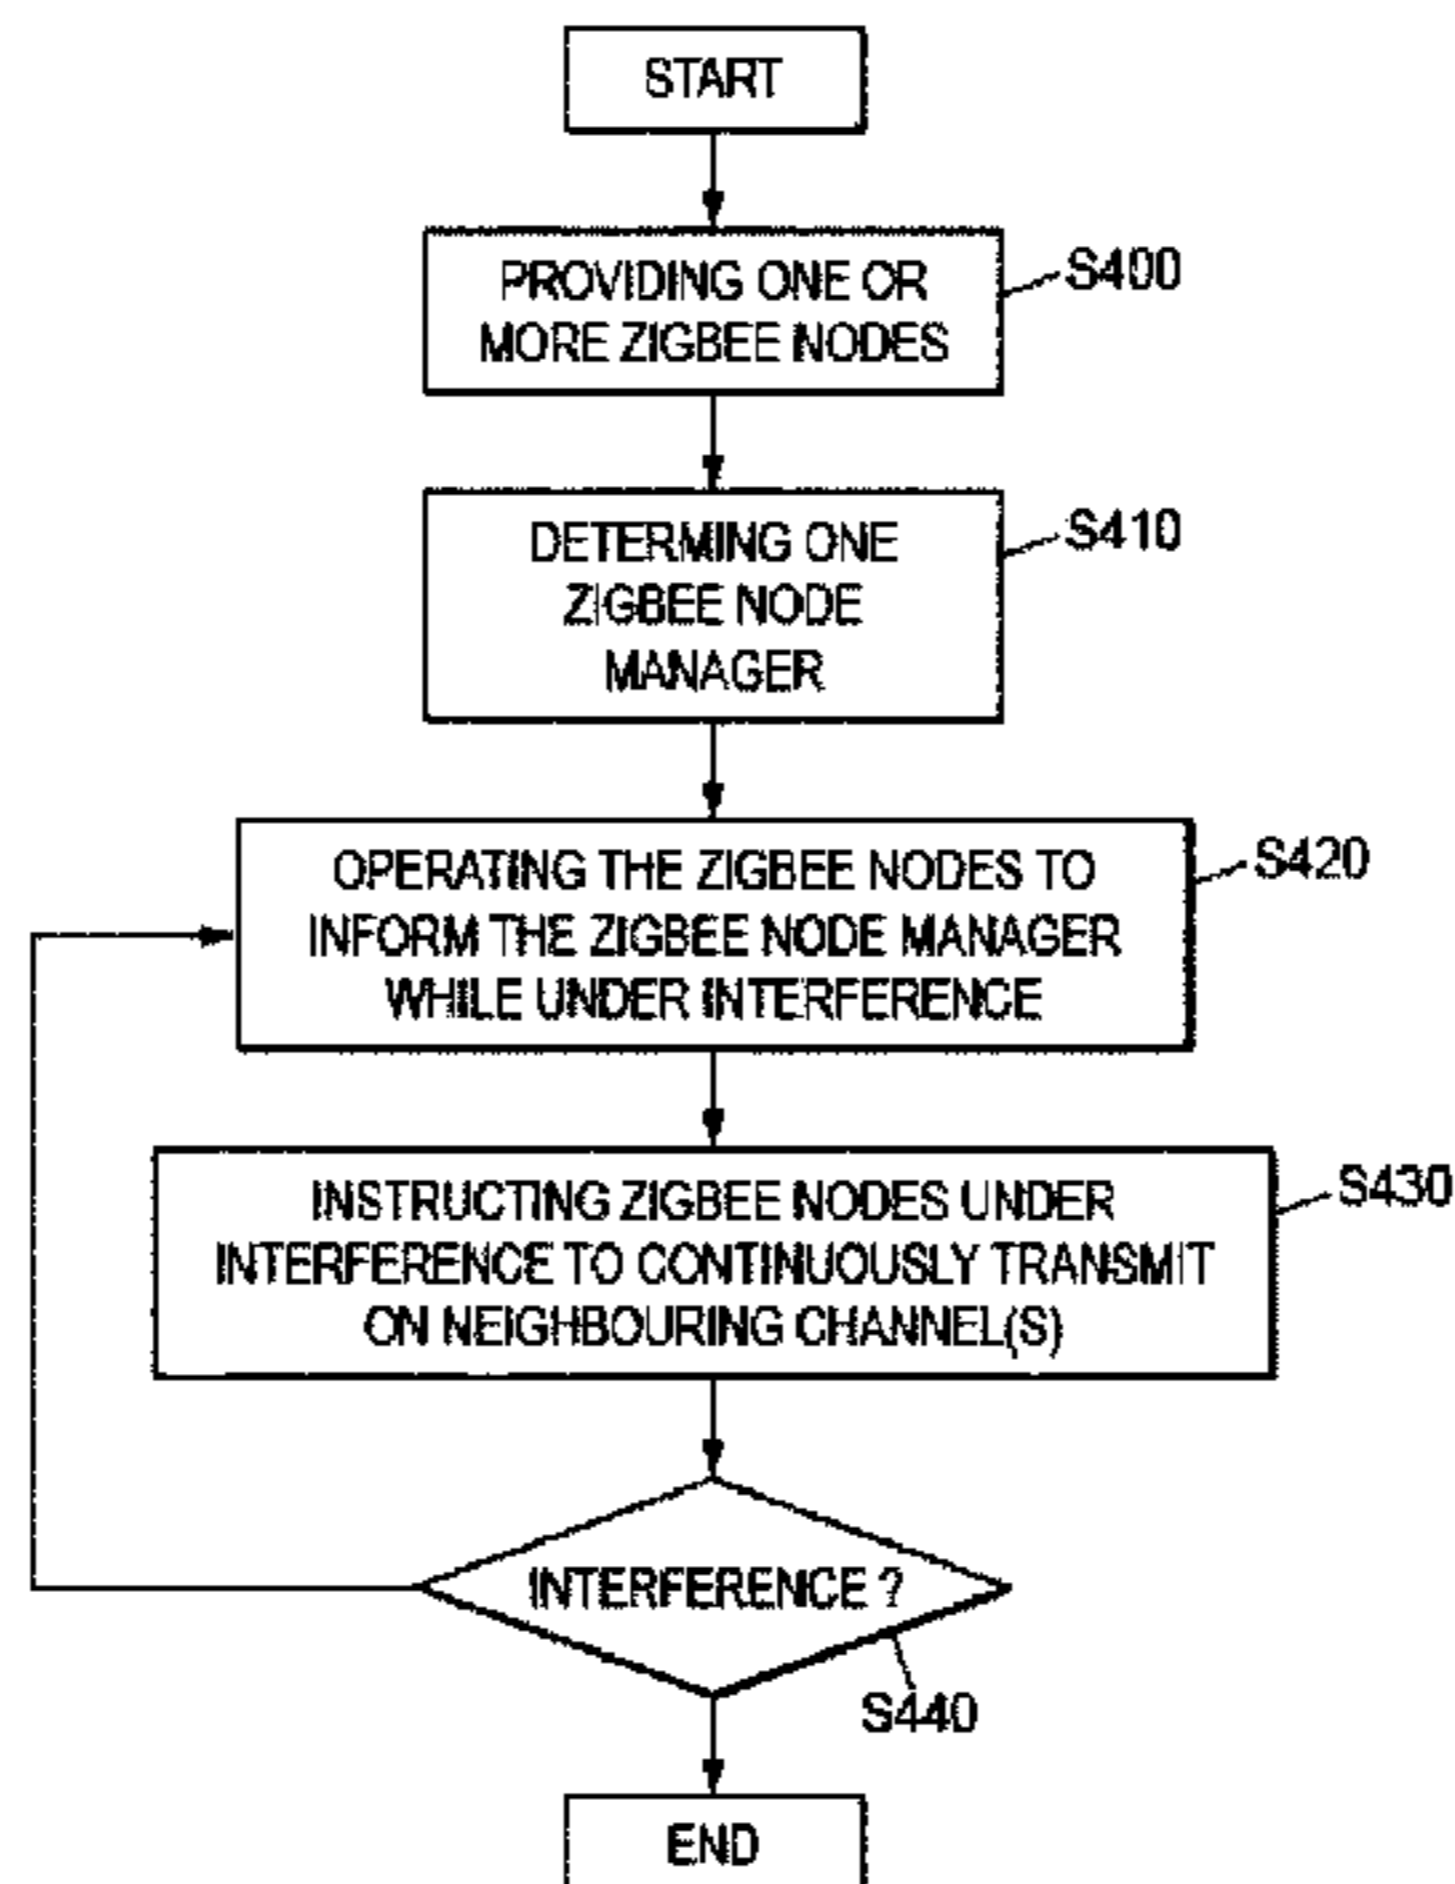 START
PROVIDING ONE OR
MORE ZIGBEE NODES
S400
DETERMING ONE
ZIGBEE NODE
MANAGER
S410
OPERATING THE ZIGBEE NODES TO
INFORM THE ZIGBEE NODE MANAGER
WHILE UNDER INTERFERENCE
S420
INSTRUCTING ZIGBEE NODES UNDER
INTERFERENCE TO CONTINUOUSLY TRANSMIT
ON NEIGHBOURING CHANNEL(S)
S430
INTERFERENCE ?
S440
END